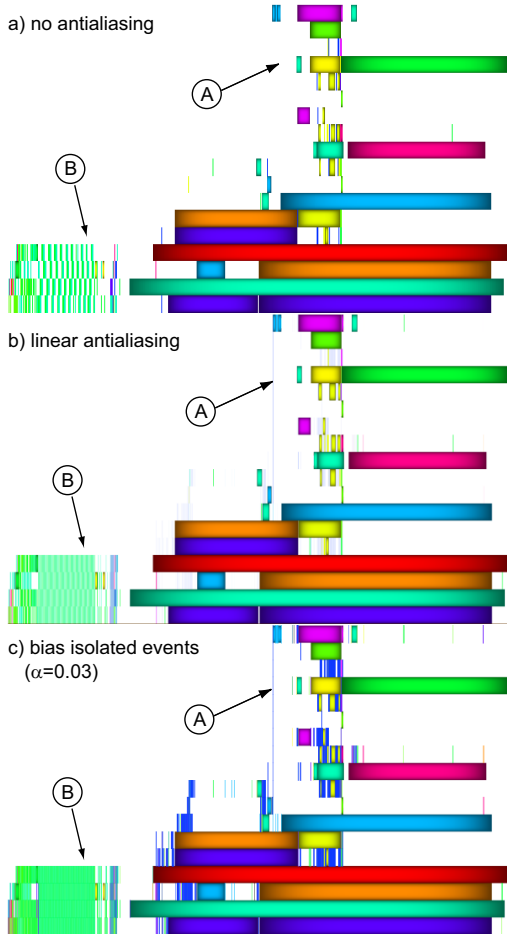 a) no antialiasing
A
B
b) linear antialiasing
A
B
c) bias isolated events
(α=0.03)
A
B